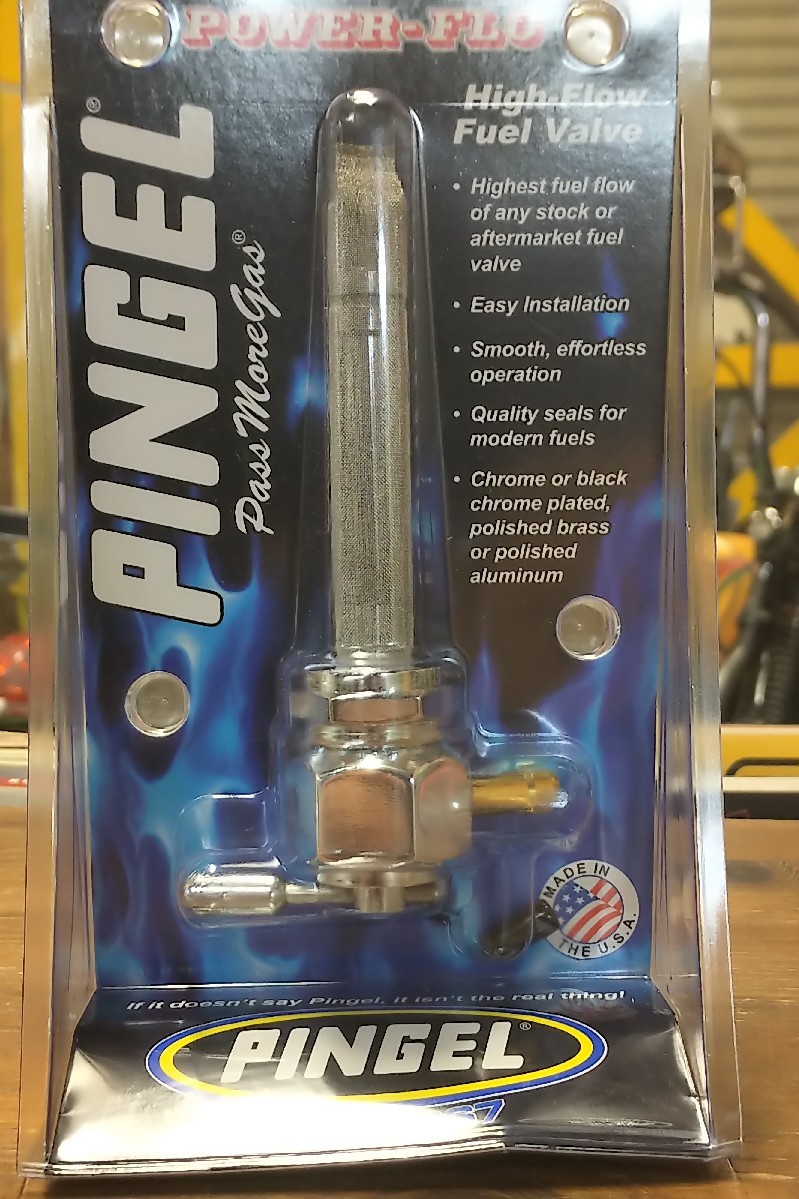 POWER-FLO
High-Flow
Fuel Valve
PINGEL®
Pass MoreGas®
• Highest fuel flow
of any stock or
aftermarket fuel
valve
• Easy Installation
• Smooth, effortless
operation
• Quality seals for
modern fuels
• Chrome or black
chrome plated,
polished brass
or polished
aluminum
MADE IN
THE U.S.A.
If it doesn't say Pingel, it isn't the real thing!
PINGEL®